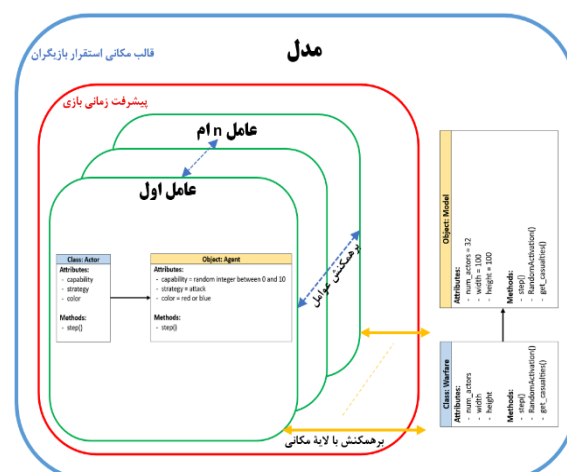 مدل
قالب مکانی استقرار بازیگران
پیشرفت زمانی بازی
عامل n ام
عامل اول
Class: Actor
Attributes:
- capability
- strategy
- color
Methods:
- step()
Object: Agent
Attributes:
- capability = random integer between 0 and 10
- strategy = attack
- color = red or blue
Methods:
- step()
برهمکنش عوامل
برهمکنش با لایهٔ مکانی
Object: Model
Attributes:
- num_actors = 32
- width = 100
- height = 100
Methods:
- step()
- RandomActivation()
- get_casualties()
Class: Warfare
Attributes:
- num_actors
- width
- height
Methods:
- step()
- RandomActivation()
- get_casualties()